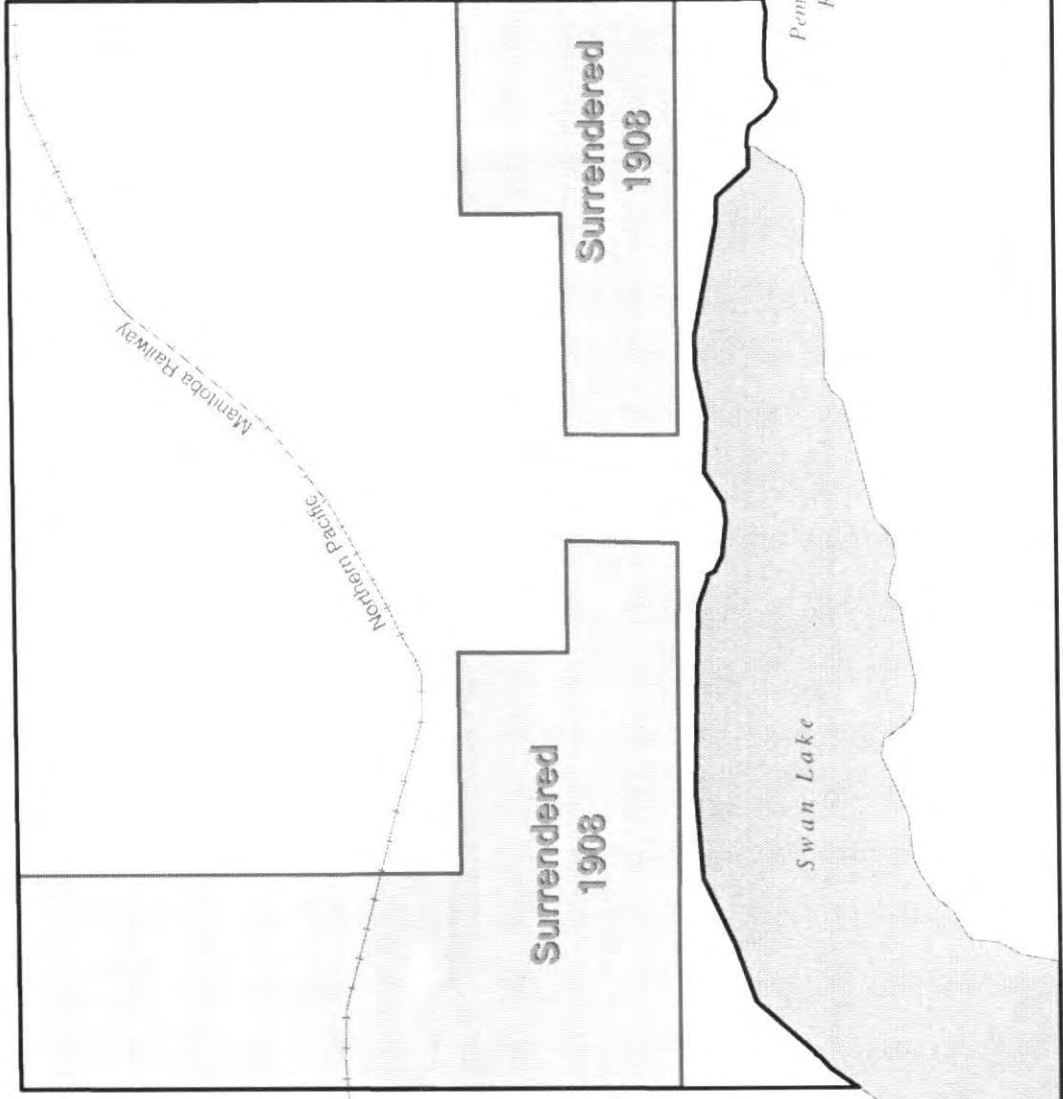 Surrendered
1908
Surrendered
1908
Northern Pacific
Manitoba Railway
Swan Lake